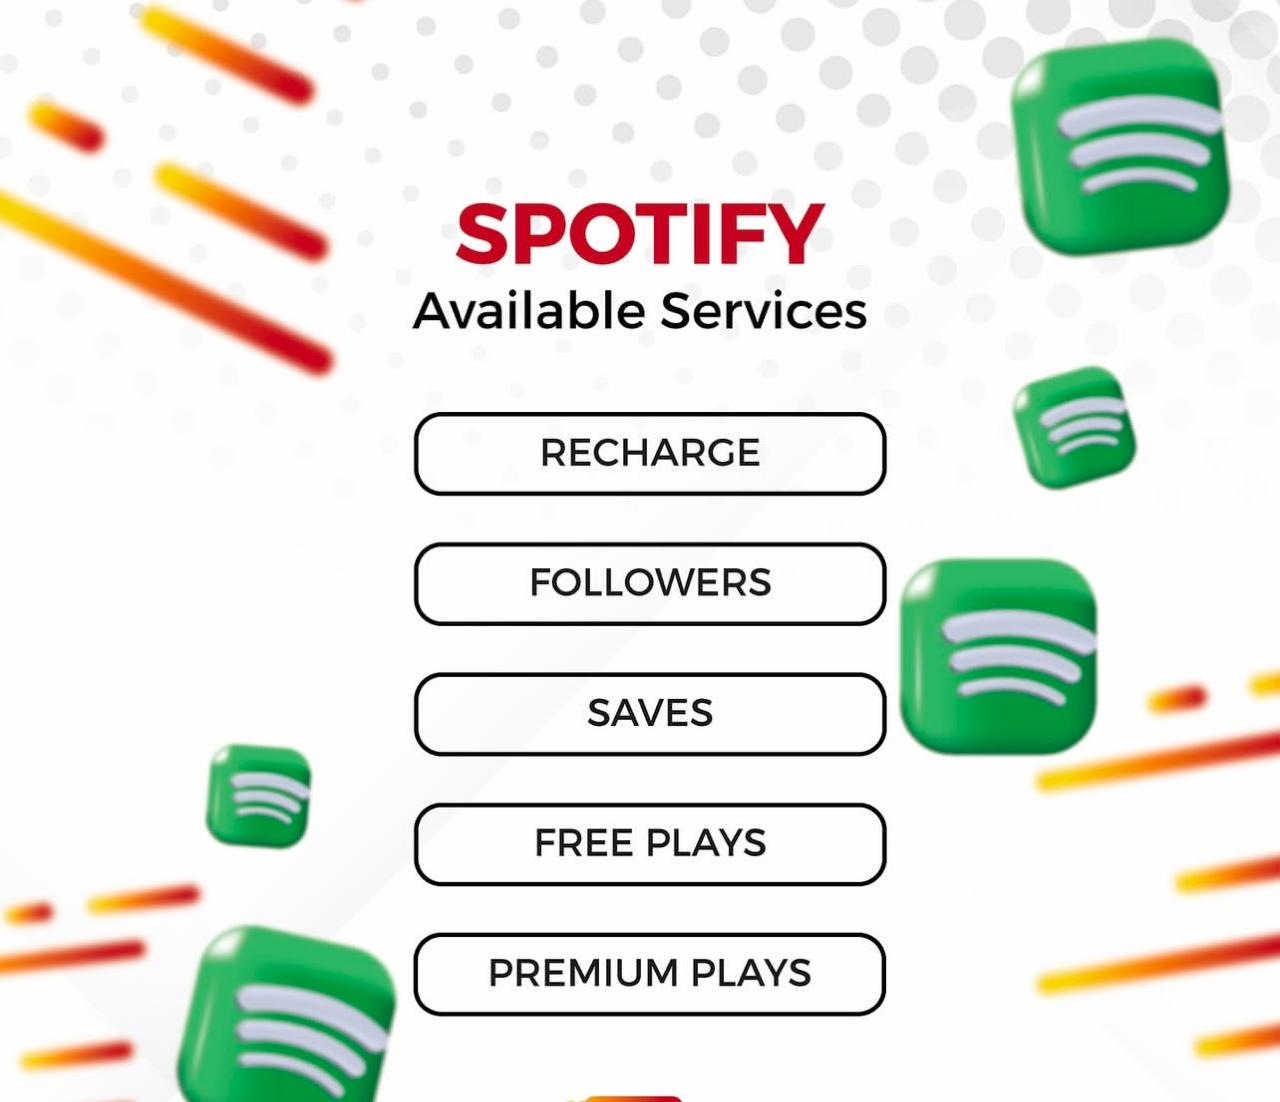 SPOTIFY
Available Services
RECHARGE
FOLLOWERS
SAVES
FREE PLAYS
PREMIUM PLAYS